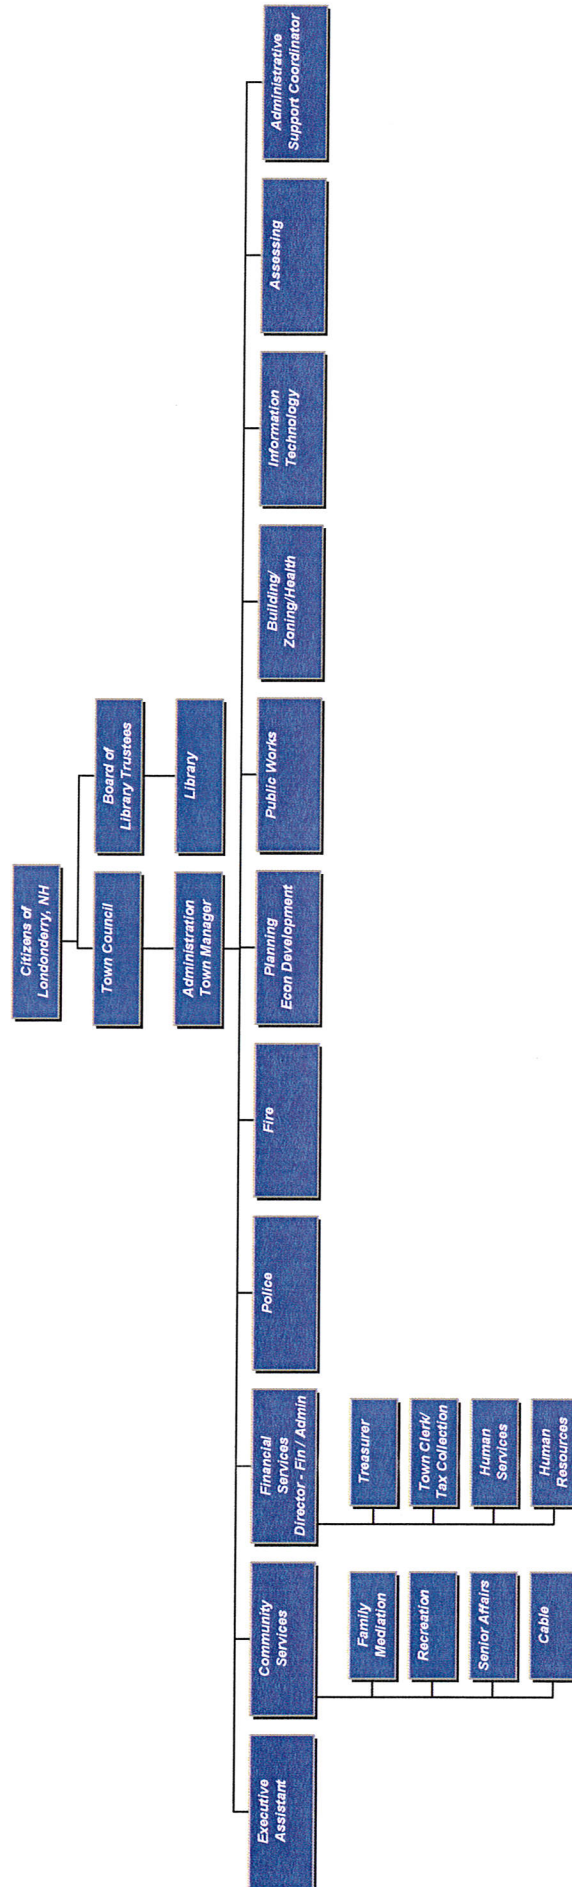 Citizens of
Londonderry, NH
Town Council
Board of
Library Trustees
Administration
Town Manager
Library
Executive
Assistant
Community
Services
Financial
Services
Director - Fin / Admin
Police
Fire
Planning
Econ Development
Public Works
Building/
Zoning/Health
Information
Technology
Assessing
Administrative
Support Coordinator
Family
Mediation
Recreation
Senior Affairs
Cable
Treasurer
Town Clerk/
Tax Collection
Human
Services
Human
Resources